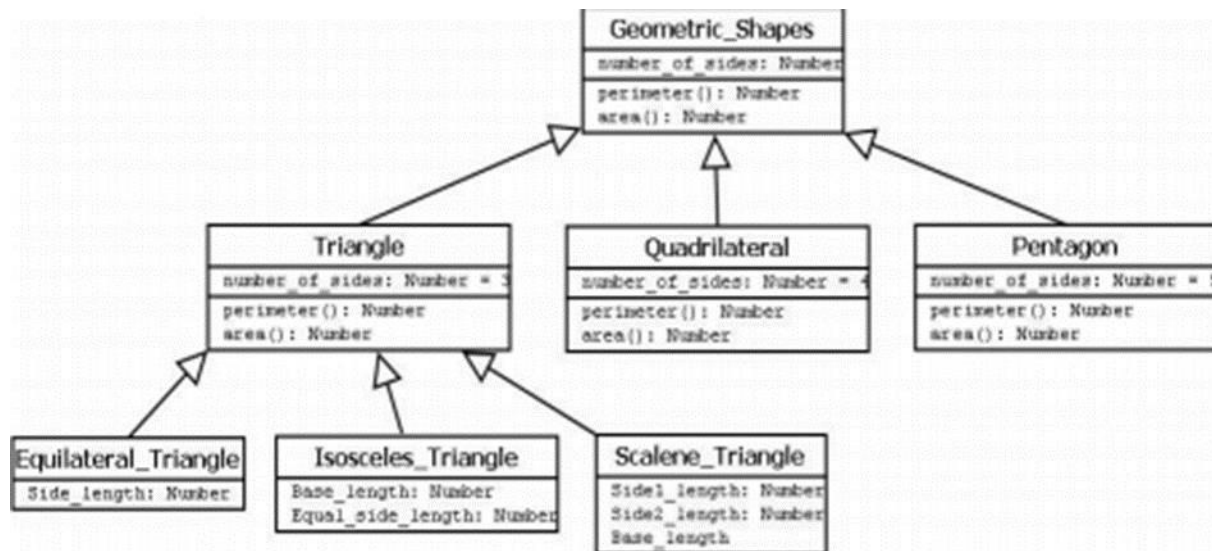 Geometric_Shapes
number_of_sides: Number
perimeter(): Number
area(): Number
Triangle
number_of_sides: Number = 3
perimeter(): Number
area(): Number
Quadrilateral
number_of_sides: Number = 4
perimeter(): Number
area(): Number
Pentagon
number_of_sides: Number =
perimeter(): Number
area(): Number
Equilateral_Triangle
Side_length: Number
Isosceles_Triangle
Base_length: Number
Equal_side_length: Number
Scalene_Triangle
Side1_length: Number
Side2_length: Number
Base_length